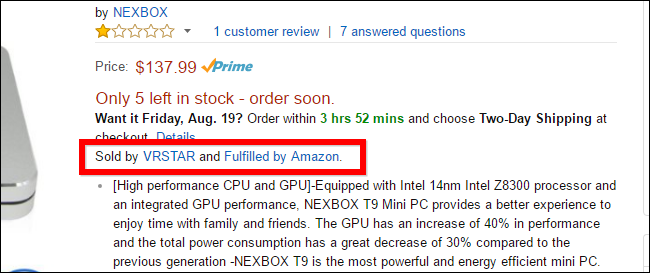 by NEXBOX
1 customer review | 7 answered questions
Price: $137.99 Prime
Only 5 left in stock - order soon.
Want it Friday, Aug. 19? Order within 3 hrs 52 mins and choose Two-Day Shipping at
checkout. Details
Sold by VRSTAR and Fulfilled by Amazon.
• [High performance CPU and GPU]-Equipped with Intel 14nm Intel Z8300 processor and
an integrated GPU performance, NEXBOX T9 Mini PC provides a better experience to
enjoy time with family and friends. The GPU has an increase of 40% in performance
and the total power consumption has a great decrease of 30% compared to the
previous generation -NEXBOX T9 is the most powerful and energy efficient mini PC.